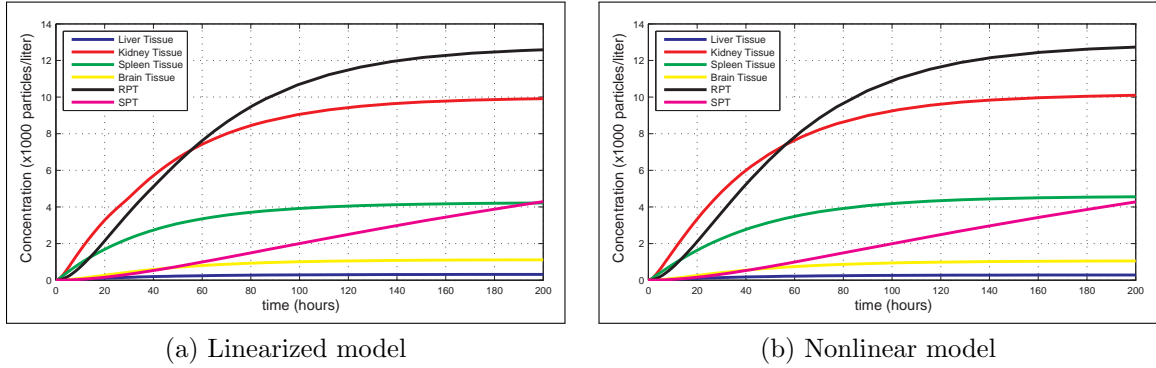 Concentration (x1000 particles/liter)
14
12
10
8
6
4
2
0
Liver Tissue
Kidney Tissue
Spleen Tissue
Brain Tissue
RPT
SPT
0 20 40 60 80 100 120 140 160 180 200
time (hours)
(a) Linearized model
Concentration (x1000 particles/liter)
14
12
10
8
6
4
2
0
Liver Tissue
Kidney Tissue
Spleen Tissue
Brain Tissue
RPT
SPT
0 20 40 60 80 100 120 140 160 180 200
time (hours)
(b) Nonlinear model